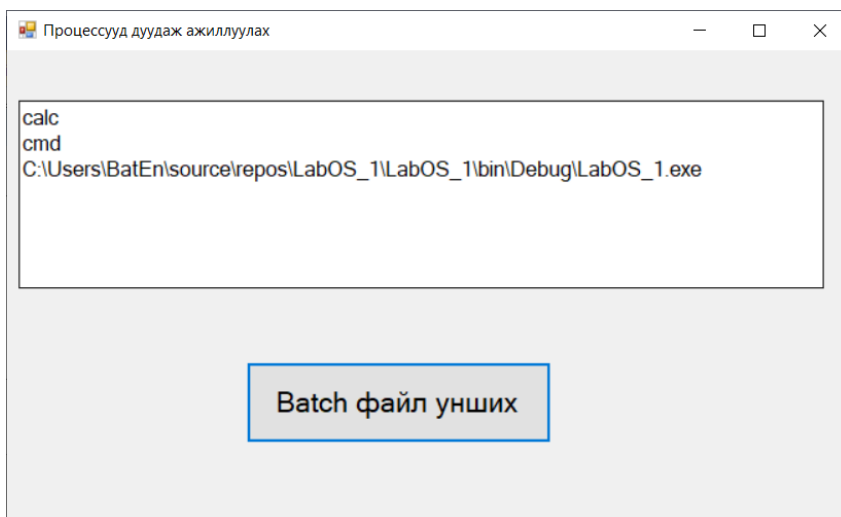 Процессууд дуудаж ажиллуулах
calc
cmd
C:\Users\BatEn\source\repos\LabOS_1\LabOS_1\bin\Debug\LabOS_1.exe
Batch файл унших